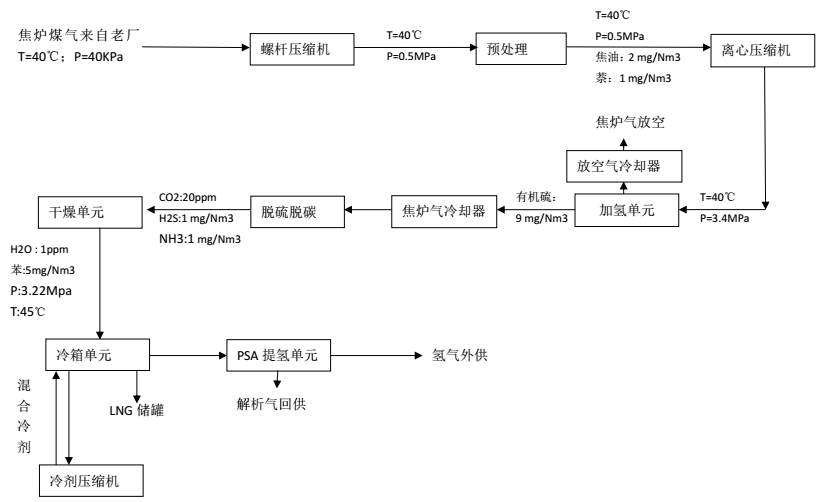 焦炉煤气来自老厂
T=40℃；P=40KPa
螺杆压缩机
T=40℃
P=0.5MPa
预处理
T=40℃
P=0.5MPa
焦油：2 mg/Nm3
萘：1 mg/Nm3
离心压缩机
焦炉气放空
放空气冷却器
T=40℃
P=3.4MPa
加氢单元
有机硫：
9 mg/Nm3
焦炉气冷却器
脱硫脱碳
CO2:20ppm
H2S:1 mg/Nm3
NH3:1 mg/Nm3
干燥单元
H2O : 1ppm
苯:5mg/Nm3
P:3.22Mpa
T:45℃
冷箱单元
PSA 提氢单元
氢气外供
解析气回供
LNG 储罐
混合冷剂
冷剂压缩机